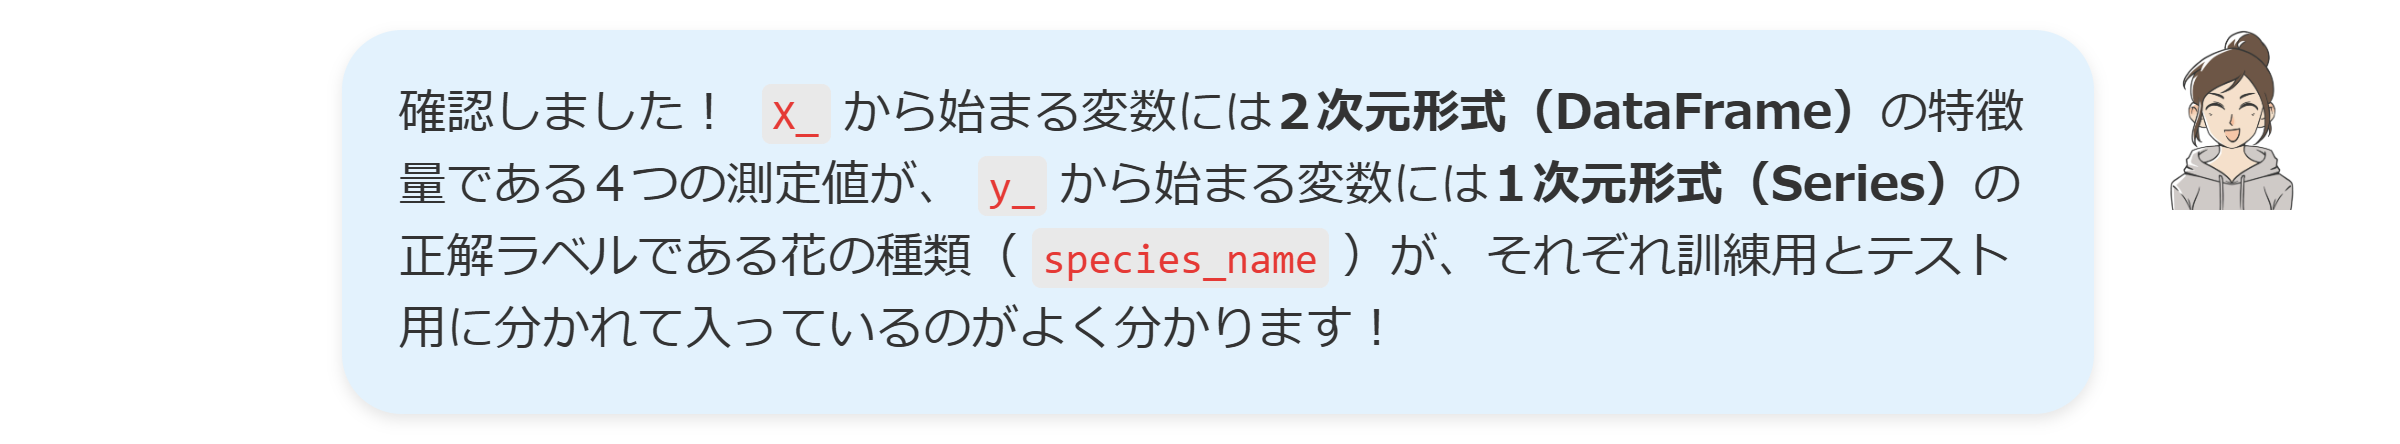 確認しました！ X_ から始まる変数には２次元形式（DataFrame）の特徴
量である４つの測定値が、 y_ から始まる変数には１次元形式（Series）の
正解ラベルである花の種類（ species_name ）が、それぞれ訓練用とテスト
用に分かれて入っているのがよく分かります！